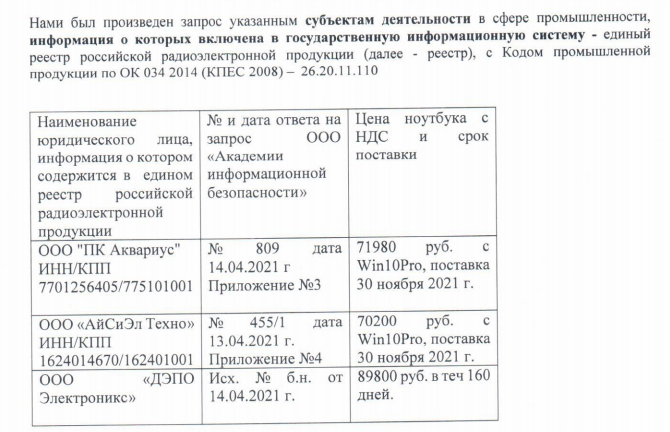 Нами был произведен запрос указанным субъектам деятельности в сфере промышленности,
информация о которых включена в государственную информационную систему - единый
реестр российской радиоэлектронной продукции (далее - реестр), с Кодом промышленной
продукции по ОК 034 2014 (КПЕС 2008) – 26.20.11.110
Наименование
юридического лица,
информация о котором
содержится в едином
реестр российской
радиоэлектронной
продукции
№ и дата ответа на
запрос ООО
«Академии
информационной
безопасности»
Цена ноутбука с
НДС и срок
поставки
ООО "ПК Аквариус"
ИНН/КПП
7701256405/775101001
№ 809 дата
14.04.2021 г
Приложение №3
71980 руб. с
Win10Pro, поставка
30 ноября 2021 г.
ООО «АйСиЭл Техно»
ИНН/КПП
1624014670/162401001
№ 455/1 дата
13.04.2021 г.
Приложение №4
70200 руб. с
Win10Pro, поставка
30 ноября 2021 г.
ООО «ДЭПО
Электроникс»
Исх. № б.н. от
14.04.2021 г.
89800 руб. в теч 160
дней.